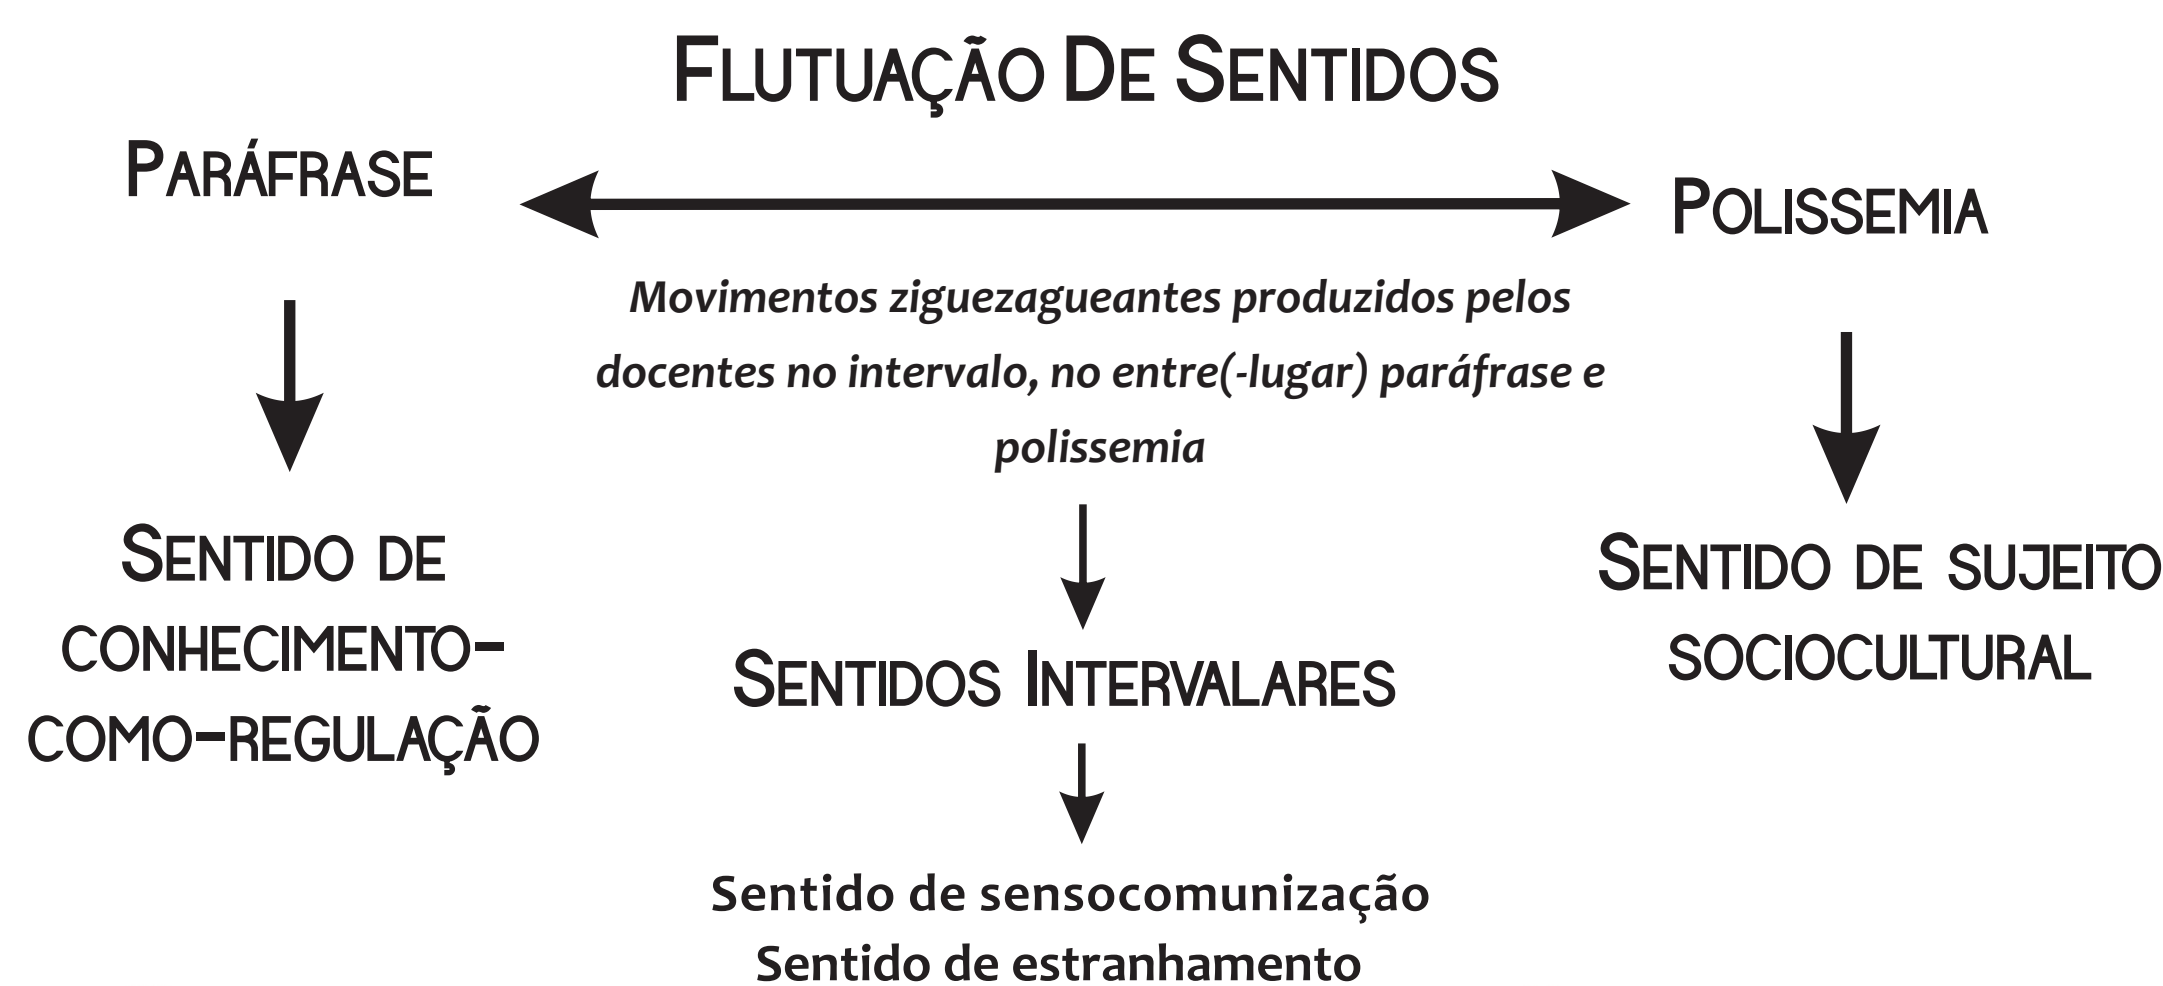 Flutuação De Sentidos
Paráfrase
Polissemia
Movimentos ziguezagueantes produzidos pelos
docentes no intervalo, no entre(-lugar) paráfrase e
polissemia
Sentido de
conhecimento-
como-regulação
Sentidos Intervalares
Sentido de sensocomunização
Sentido de estranhamento
Sentido de sujeito
sociocultural